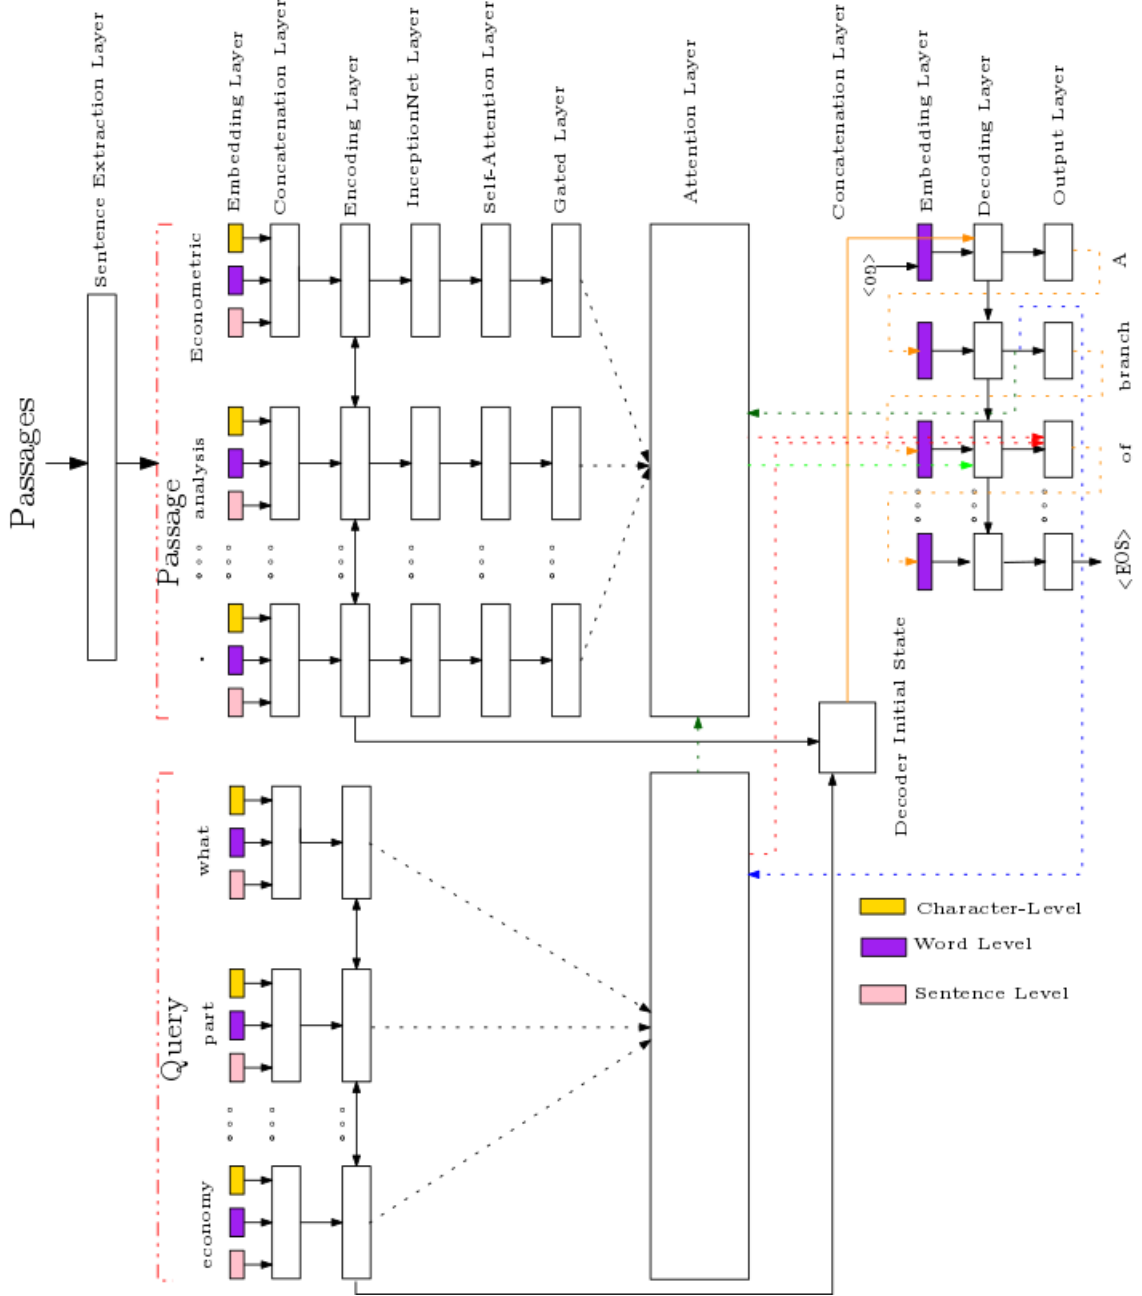 Passages
Sentence Extraction Layer
Passage
Econometric
analysis
.
Embedding Layer
Concatenation Layer
Encoding Layer
InceptionNet Layer
Self-Attention Layer
Gated Layer
Attention Layer
Concatenation Layer
Embedding Layer
Decoding Layer
Output Layer
<GO>
A
branch
of
<EOS>
Decoder Initial State
Query
what
part
economy
Character-Level
Word Level
Sentence Level